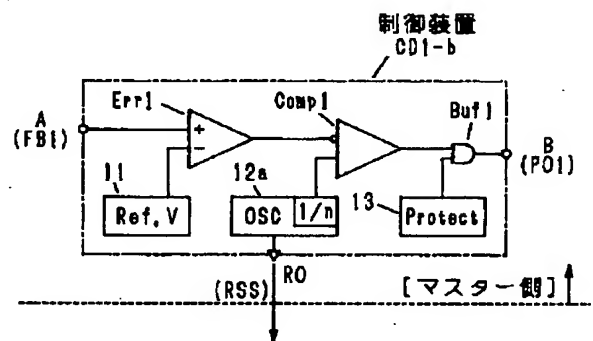 制御装置
CD1-b
Err1
Comp1
Buf1
A
(FB1)
+
−
B
(PO1)
11
12a
13
Ref.V
OSC
1/n
Protect
RO
(RSS)
[マスター側]